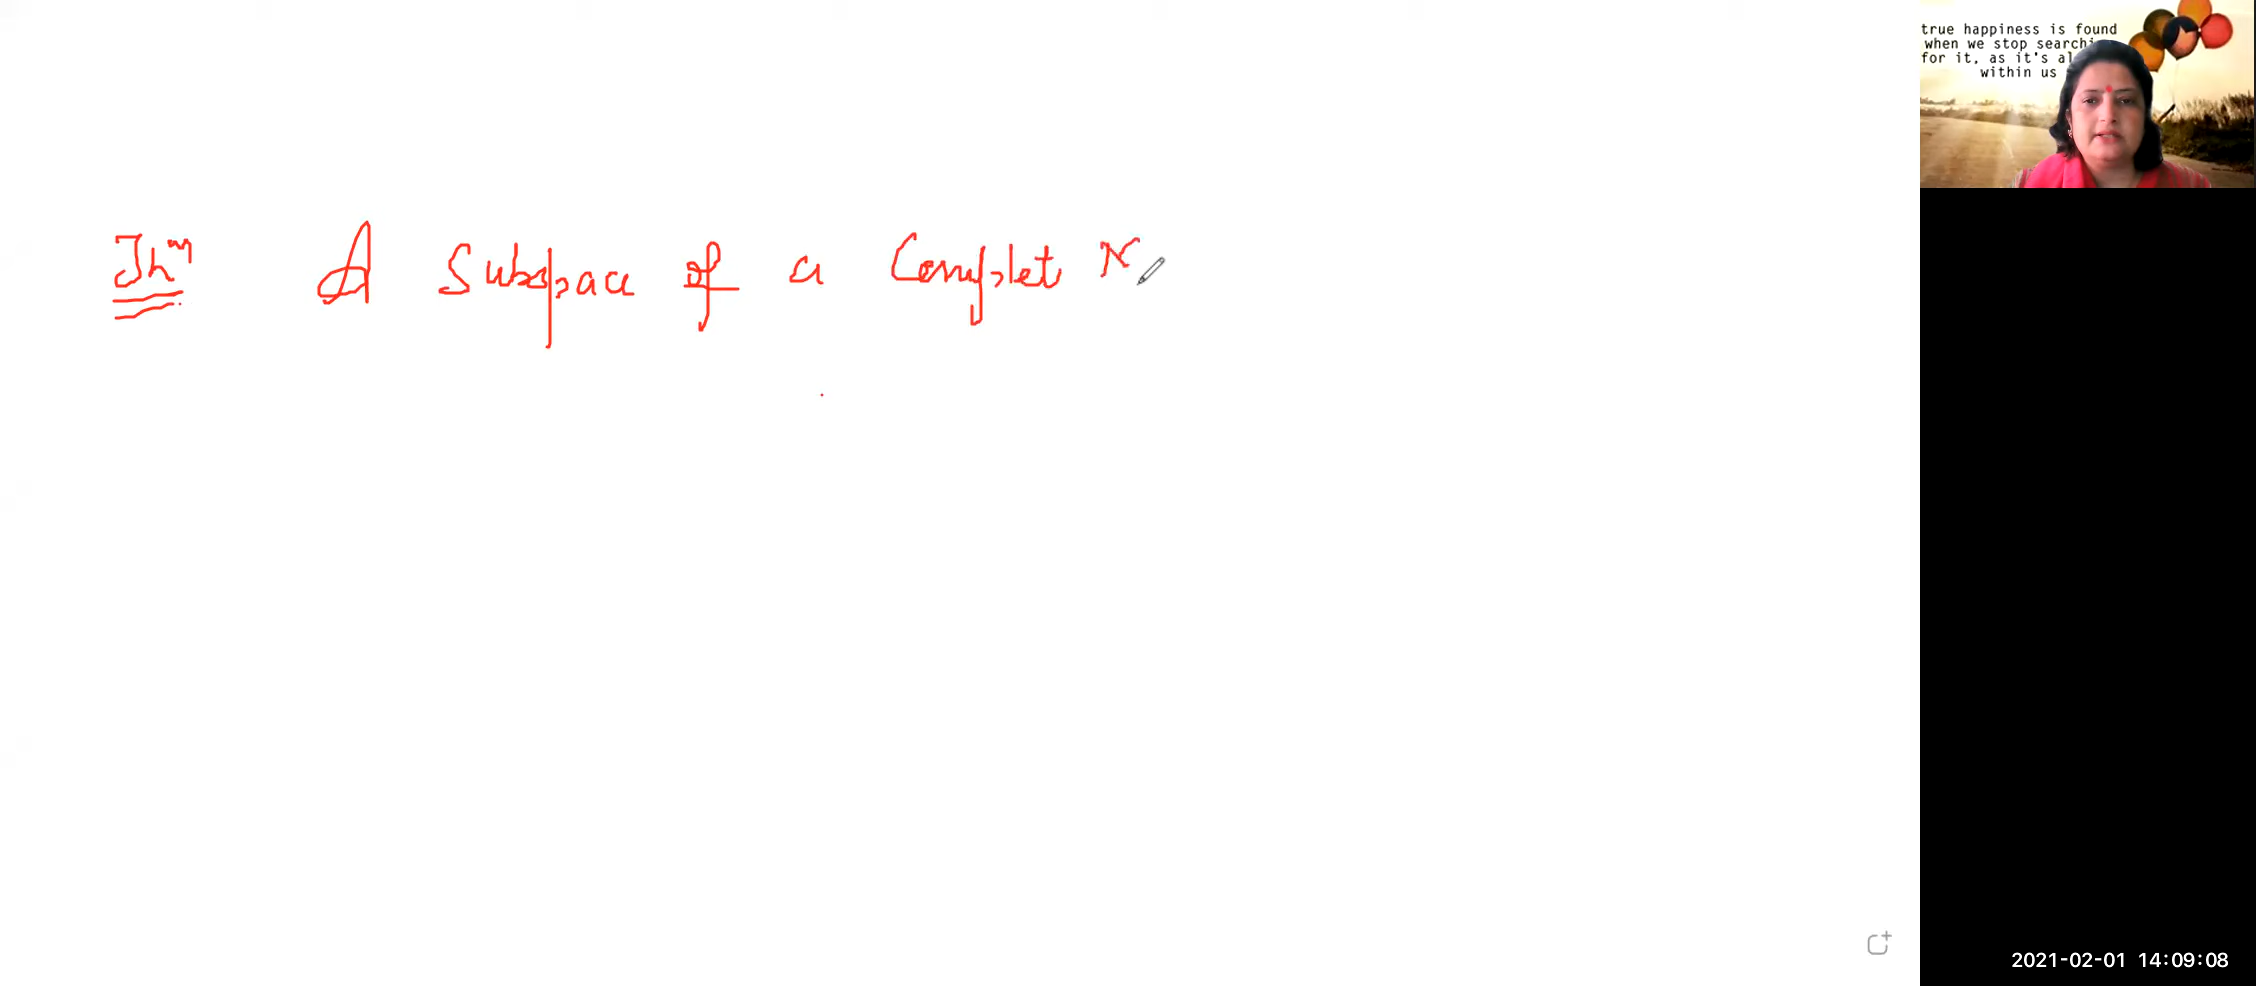 true happiness is found
when we stop searchi
for it, as it's al
within us
Thm A Subspace of a Complet N
2021-02-01 14:09:08